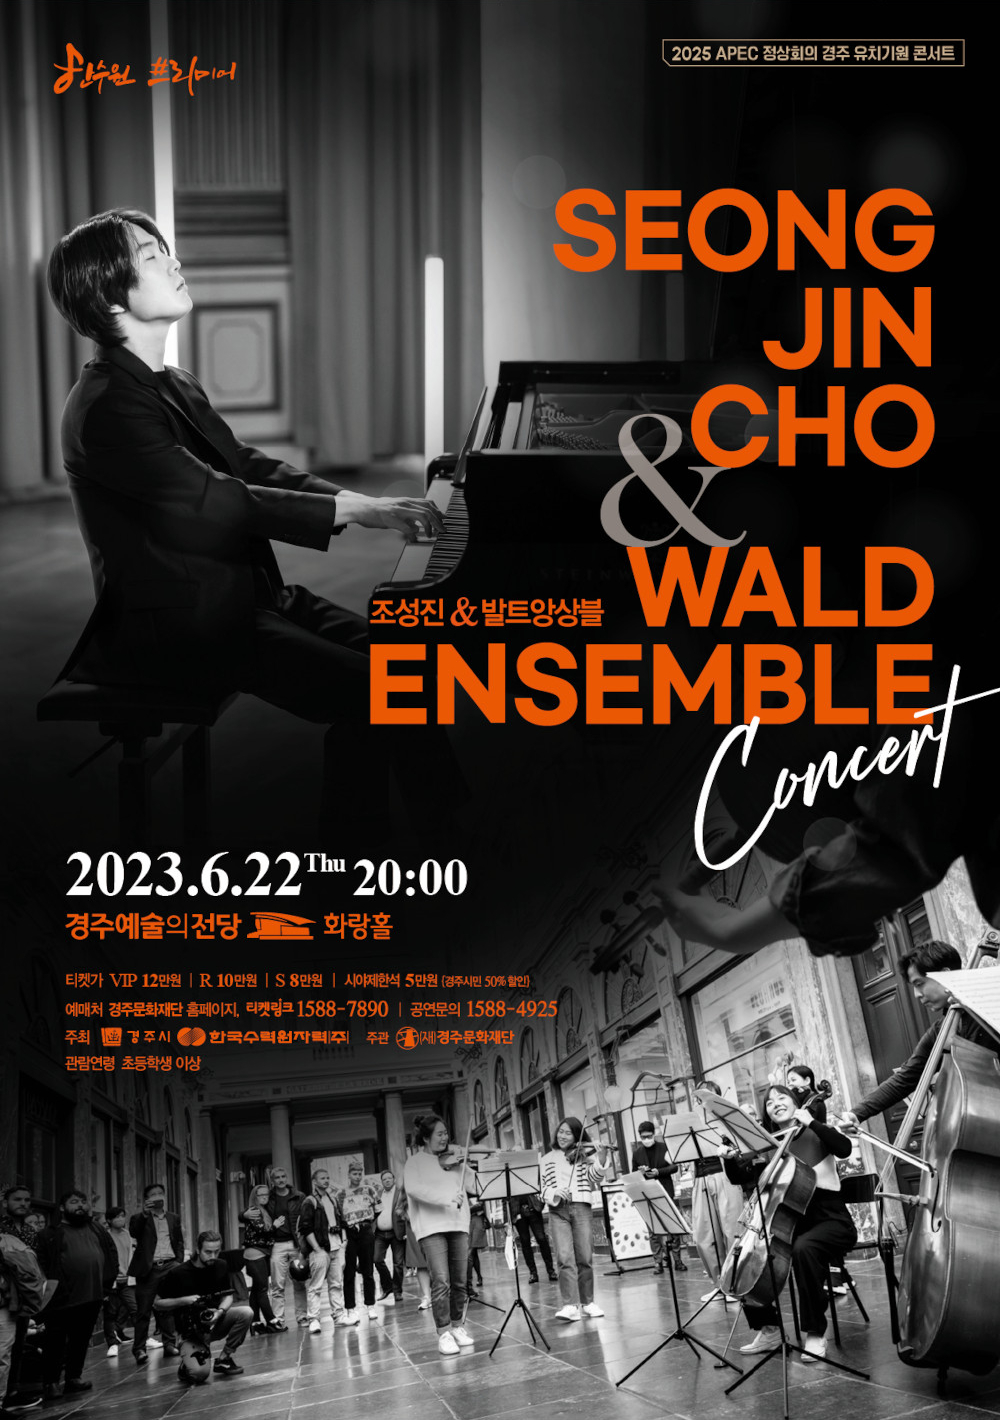 한수원 프리미어
2025 APEC 정상회의 경주 유치기원 콘서트
SEONG
JIN
CHO
&
WALD
조성진 & 발트앙상블
ENSEMBLE
Concert
2023.6.22 Thu 20:00
경주예술의전당 화랑홀
티켓가 VIP 12만원 | R 10만원 | S 8만원 | 시야제한석 5만원 (경주시민 50% 할인)
예매처 경주문화재단 홈페이지, 티켓링크 1588-7890 | 공연문의 1588-4925
주최 경주시 한국수력원자력(주) 주관 (재)경주문화재단
관람연령 초등학생 이상